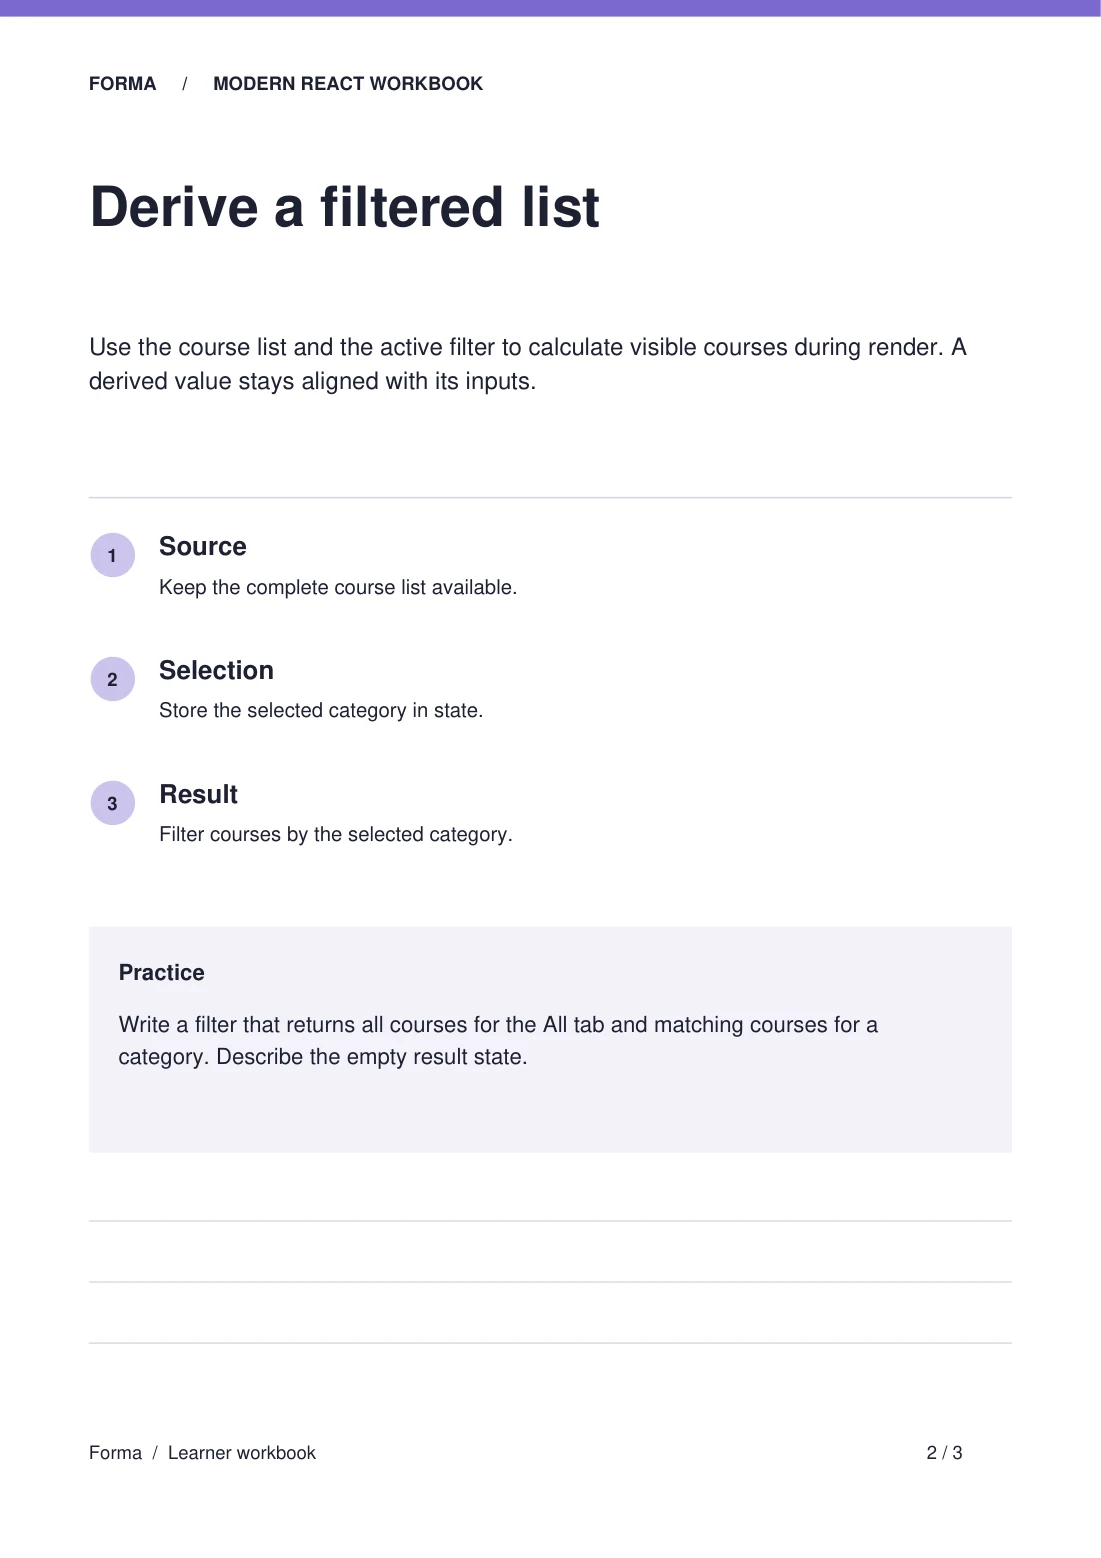 FORMA / MODERN REACT WORKBOOK
Derive a filtered list
Use the course list and the active filter to calculate visible courses during render. A
derived value stays aligned with its inputs.
1
Source
Keep the complete course list available.
2
Selection
Store the selected category in state.
3
Result
Filter courses by the selected category.
Practice
Write a filter that returns all courses for the All tab and matching courses for a
category. Describe the empty result state.
Forma / Learner workbook
2 / 3